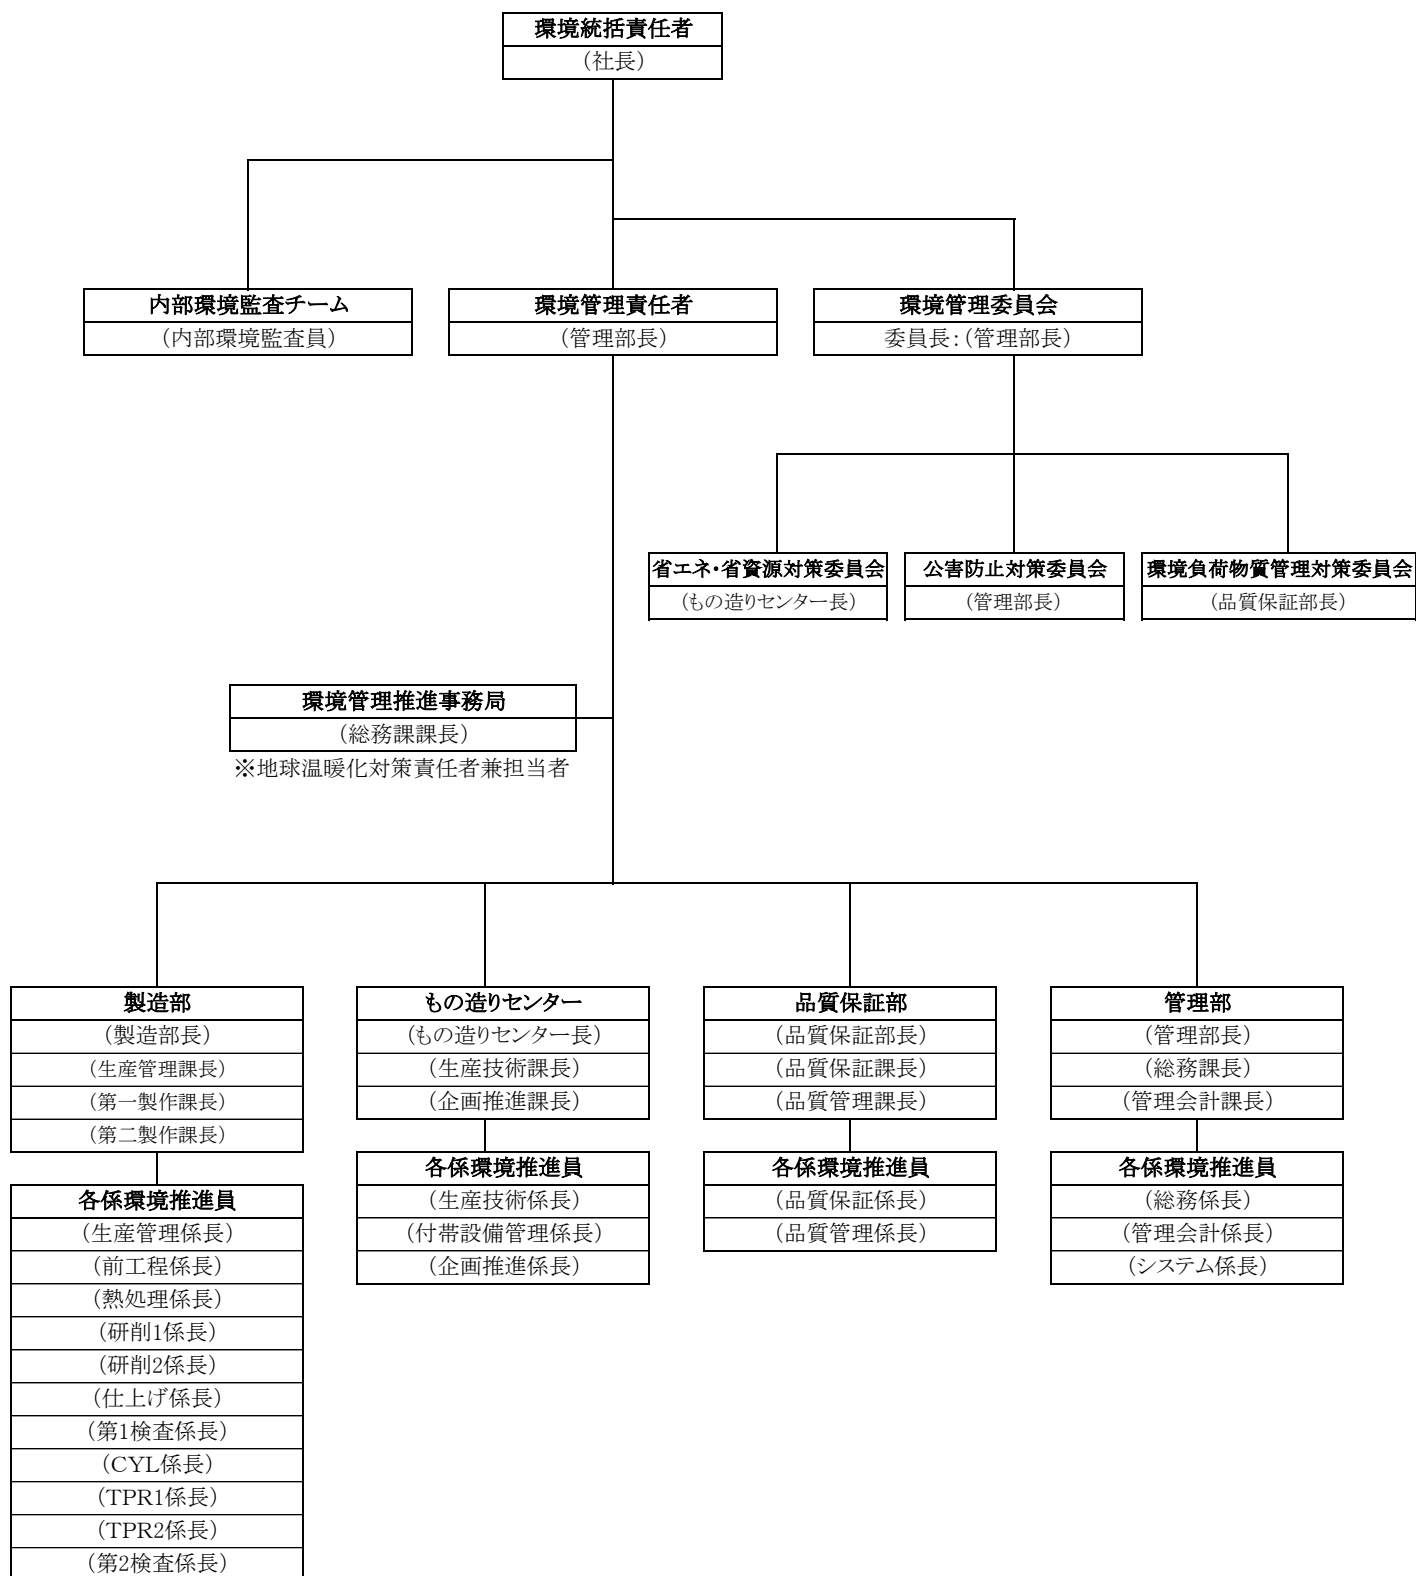 環境統括責任者
（社長）
内部環境監査チーム
（内部環境監査員）
環境管理責任者
（管理部長）
環境管理委員会
委員長：（管理部長）
省エネ・省資源対策委員会
（もの造りセンター長）
公害防止対策委員会
（管理部長）
環境負荷物質管理対策委員会
（品質保証部長）
環境管理推進事務局
（総務課課長）
※地球温暖化対策責任者兼担当者
製造部
（製造部長）
（生産管理課長）
（第一製作課長）
（第二製作課長）
各係環境推進員
（生産管理係長）
（前工程係長）
（熱処理係長）
（研削1係長）
（研削2係長）
（仕上げ係長）
（第1検査係長）
（CYL係長）
（TPR1係長）
（TPR2係長）
（第2検査係長）
もの造りセンター
（もの造りセンター長）
（生産技術課長）
（企画推進課長）
各係環境推進員
（生産技術係長）
（付帯設備管理係長）
（企画推進係長）
品質保証部
（品質保証部長）
（品質保証課長）
（品質管理課長）
各係環境推進員
（品質保証係長）
（品質管理係長）
管理部
（管理部長）
（総務課長）
（管理会計課長）
各係環境推進員
（総務係長）
（管理会計係長）
（システム係長）